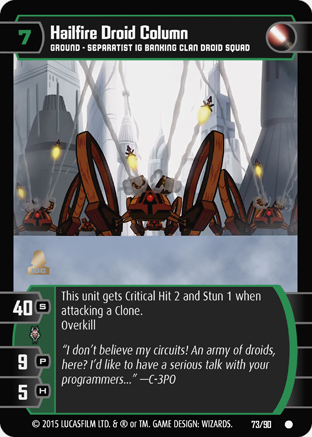 7
Hailfire Droid Column
GROUND - SEPARATIST IG BANKING CLAN DROID SQUAD
40 S
This unit gets Critical Hit 2 and Stun 1 when
attacking a Clone.
Overkill
9 P
"I don't believe my circuits! An army of droids,
here? I'd like to have a serious talk with your
programmers..." —C-3PO
5 H
© 2015 LUCASFILM LTD. & ® or TM. GAME DESIGN: WIZARDS.
73/90